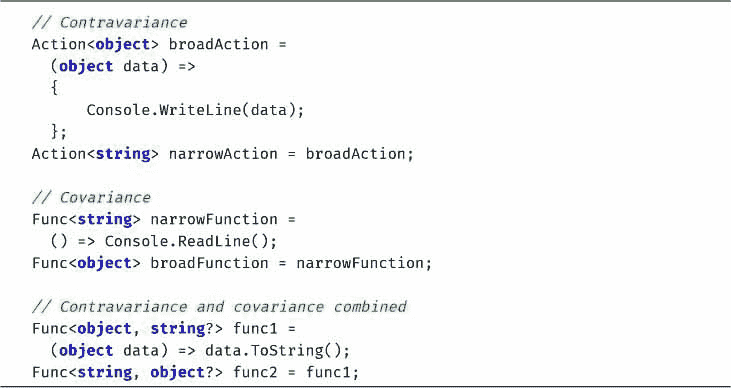 // Contravariance
Action<object> broadAction =
  (object data) =>
  {
      Console.WriteLine(data);
  };
Action<string> narrowAction = broadAction;

// Covariance
Func<string> narrowFunction =
  () => Console.ReadLine();
Func<object> broadFunction = narrowFunction;

// Contravariance and covariance combined
Func<object, string?> func1 =
  (object data) => data.ToString();
Func<string, object?> func2 = func1;